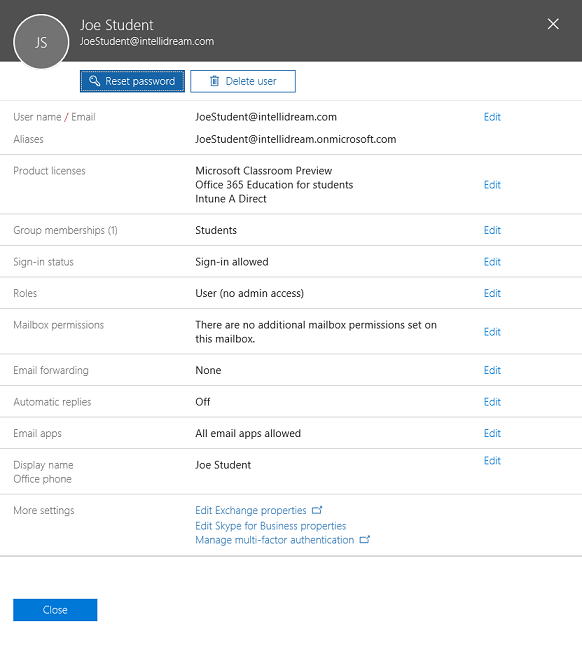 JS
Joe Student
JoeStudent@intellidream.com
Reset password
Delete user
User name / Email JoeStudent@intellidream.com Edit
Aliases JoeStudent@intellidream.onmicrosoft.com
Product licenses Microsoft Classroom Preview
Office 365 Education for students Edit
Intune A Direct
Group memberships (1) Students Edit
Sign-in status Sign-in allowed Edit
Roles User (no admin access) Edit
Mailbox permissions There are no additional mailbox permissions set on
this mailbox. Edit
Email forwarding None Edit
Automatic replies Off Edit
Email apps All email apps allowed Edit
Display name Joe Student Edit
Office phone
More settings Edit Exchange properties
Edit Skype for Business properties
Manage multi-factor authentication
Close